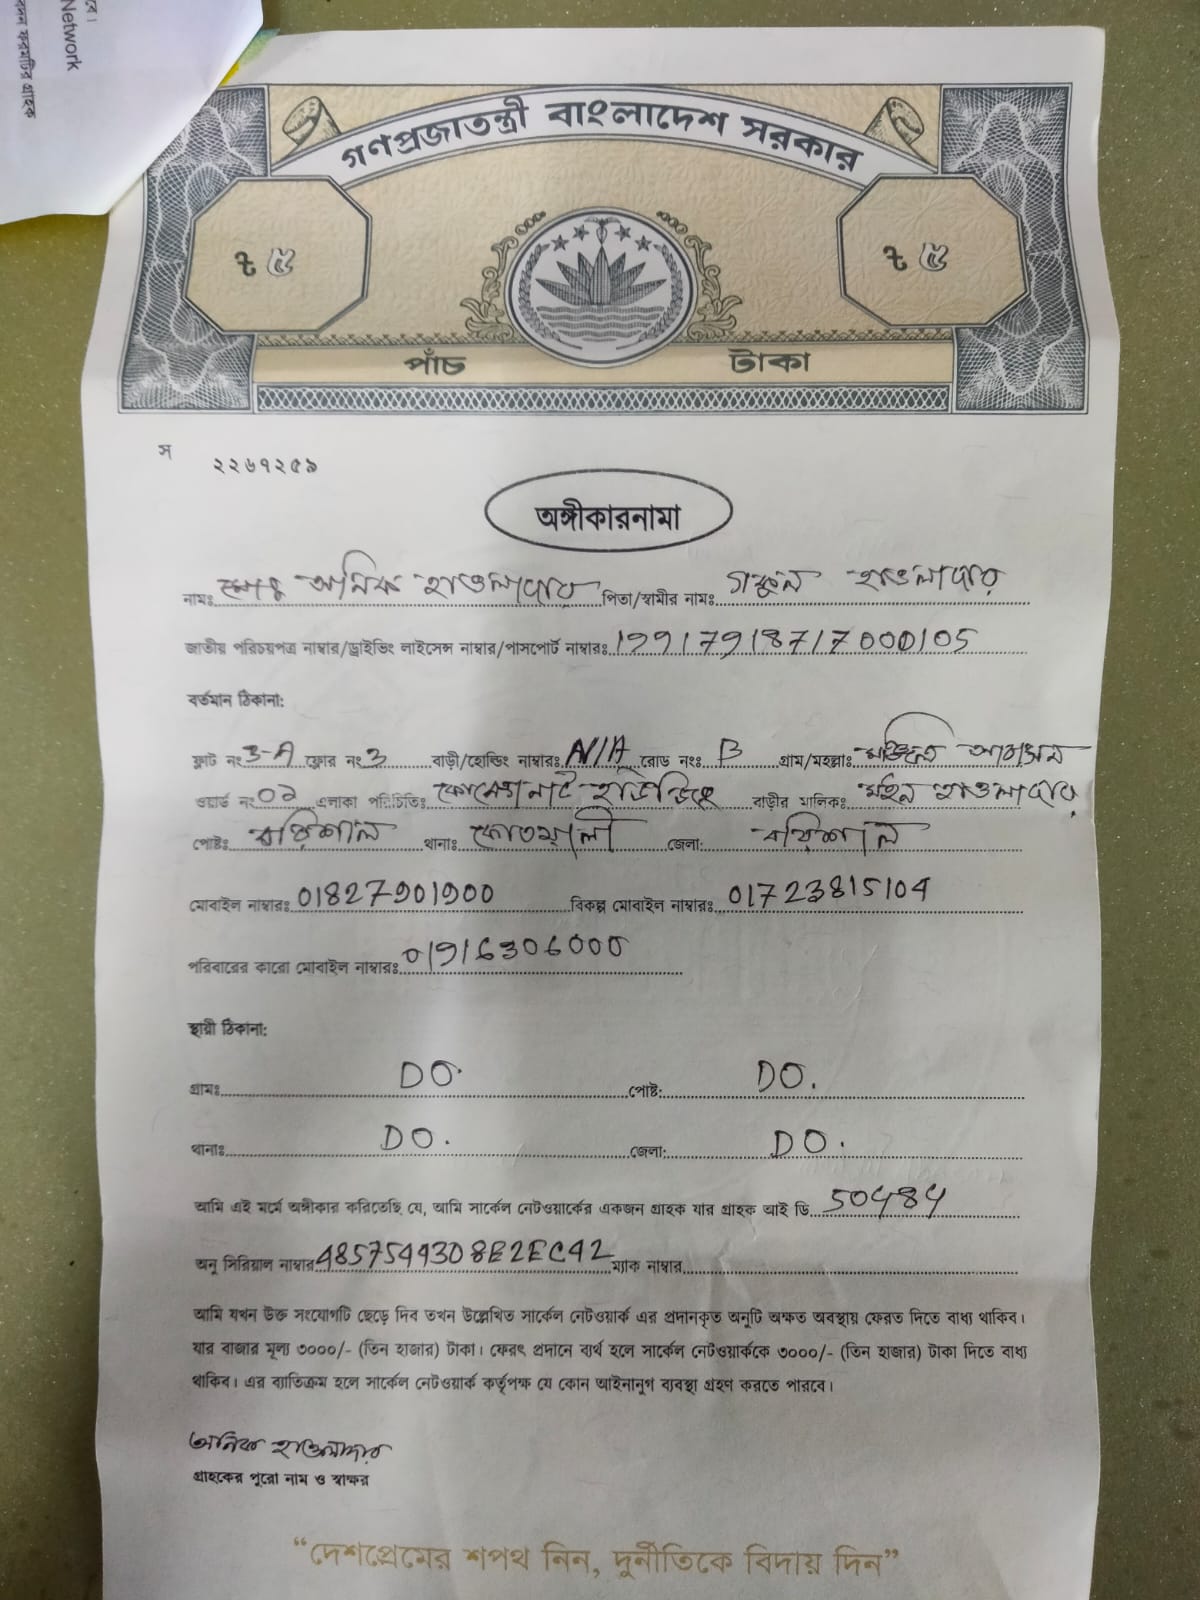 বে।
Network
গণপ্রজাতন্ত্রী বাংলাদেশ সরকার
৳ ৫ ৳ ৫
পাঁচ টাকা
স ২২৬৭২৫৯
অঙ্গীকারনামা
নামঃ অনিক হাওলাদার পিতা/স্বামীর নামঃ হাওলাদার
জাতীয় পরিচয়পত্র নাম্বার/ড্রাইভিং লাইসেন্স নাম্বার/পাসপোর্ট নাম্বারঃ 19917918717000105
বর্তমান ঠিকানা:
ফ্লাট নং 3-A ফ্লোর নং 3 বাড়ী/হোল্ডিং নাম্বারঃ N/A রোড নংঃ B গ্রাম/মহল্লাঃ
ওয়ার্ড নং এলাকা পরিচিতিঃ বাড়ীর মালিকঃ হাওলাদার
পোষ্টঃ বরিশাল থানাঃ কোতয়ালী জেলা: বরিশাল
মোবাইল নাম্বারঃ 01827901900 বিকল্প মোবাইল নাম্বারঃ 01723815104
পরিবারের কারো মোবাইল নাম্বারঃ 01916306000
স্থায়ী ঠিকানা:
গ্রামঃ DO. পোষ্ট: DO.
থানাঃ DO. জেলা: DO.
আমি এই মর্মে অঙ্গীকার করিতেছি যে, আমি সার্কেল নেটওয়ার্কের একজন গ্রাহক যার গ্রাহক আই ডি
অনু সিরিয়াল নাম্বার 4857544308E2EC42 ম্যাক নাম্বার
আমি যখন উক্ত সংযোগটি ছেড়ে দিব তখন উল্লেখিত সার্কেল নেটওয়ার্ক এর প্রদানকৃত অনুটি অক্ষত অবস্থায় ফেরত দিতে বাধ্য থাকিব।
যার বাজার মূল্য ৩০০০/- (তিন হাজার) টাকা। ফেরৎ প্রদানে ব্যর্থ হলে সার্কেল নেটওয়ার্ককে ৩০০০/- (তিন হাজার) টাকা দিতে বাধ্য
থাকিব। এর ব্যাতিক্রম হলে সার্কেল নেটওয়ার্ক কর্তৃপক্ষ যে কোন আইনানুগ ব্যবস্থা গ্রহণ করতে পারবে।
অনিক হাওলাদার
গ্রাহকের পুরো নাম ও স্বাক্ষর
“দেশপ্রেমের শপথ নিন, দুর্নীতিকে বিদায় দিন”